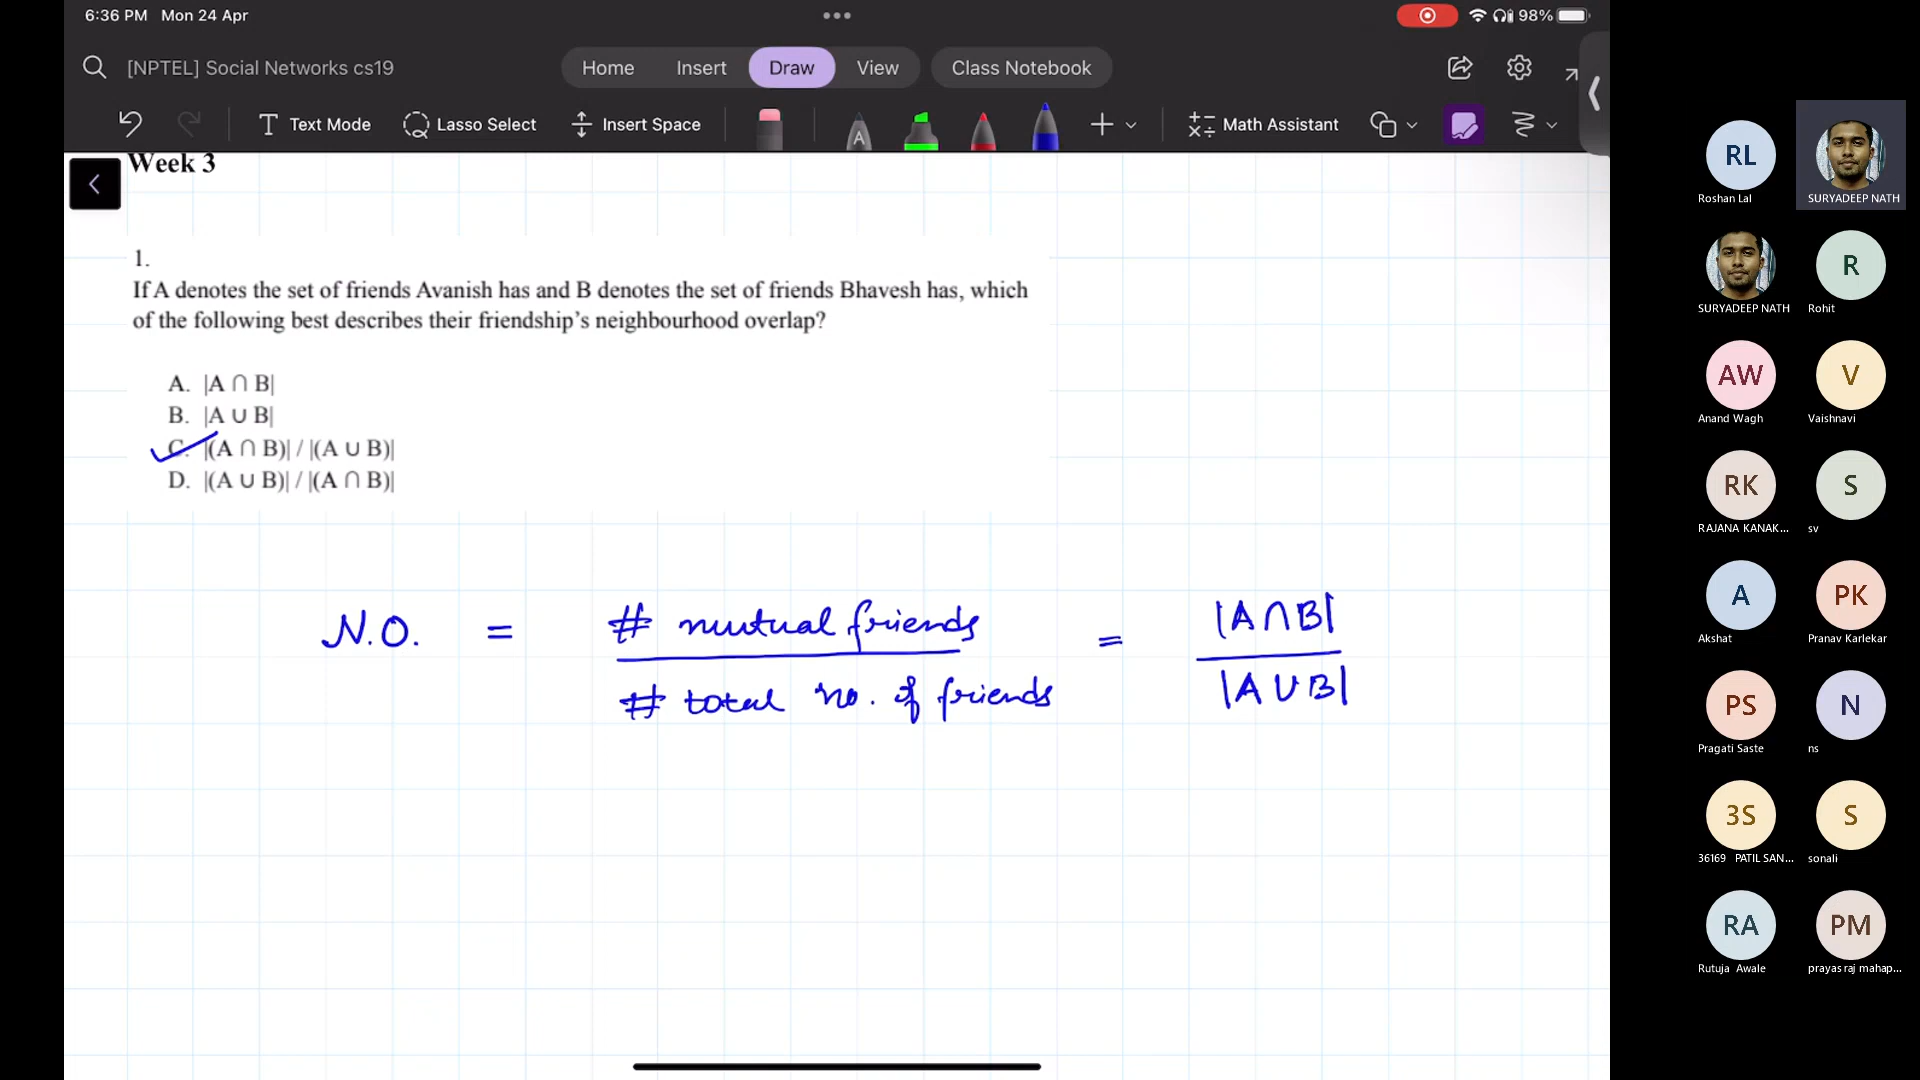 6:36 PM Mon 24 Apr
98%
[NPTEL] Social Networks cs19
Home Insert Draw View Class Notebook
Text Mode Lasso Select Insert Space Math Assistant
Week 3
1.
If A denotes the set of friends Avanish has and B denotes the set of friends Bhavesh has, which
of the following best describes their friendship's neighbourhood overlap?
A. |A ∩ B|
B. |A ∪ B|
C. |(A ∩ B)| / |(A ∪ B)|
D. |(A ∪ B)| / |(A ∩ B)|
N.O. = # mutual friends = |A∩B|
# total no. of friends |A∪B|
RL
Roshan Lal SURYADEEP NATH
R
SURYADEEP NATH Rohit
AW V
Anand Wagh Vaishnavi
RK S
RAJANA KANAK... sv
A PK
Akshat Pranav Karlekar
PS N
Pragati Saste ns
3S S
36169 PATIL SAN... sonali
RA PM
Rutuja Awale prayas raj mahap...